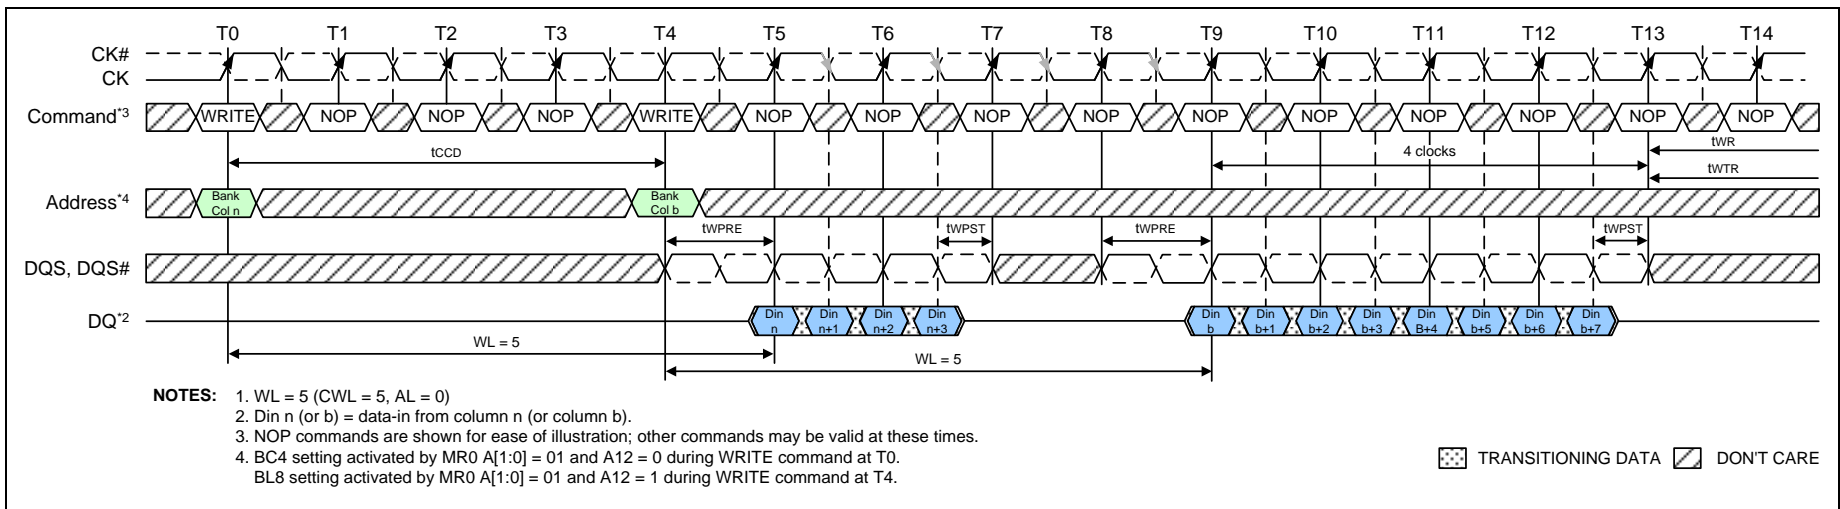 T0 T1 T2 T3 T4 T5 T6 T7 T8 T9 T10 T11 T12 T13 T14
CK#
CK
Command*3 WRITE NOP NOP NOP WRITE NOP NOP NOP NOP NOP NOP NOP NOP NOP NOP
tCCD 4 clocks tWR
tWTR
Address*4 Bank Col n Bank Col b
tWPRE tWPST tWPRE tWPST
DQS, DQS#
DQ*2 Din n Din n+1 Din n+2 Din n+3 Din b Din b+1 Din b+2 Din b+3 Din B+4 Din b+5 Din b+6 Din b+7
WL = 5
WL = 5
NOTES: 1. WL = 5 (CWL = 5, AL = 0)
2. Din n (or b) = data-in from column n (or column b).
3. NOP commands are shown for ease of illustration; other commands may be valid at these times.
4. BC4 setting activated by MR0 A[1:0] = 01 and A12 = 0 during WRITE command at T0.
BL8 setting activated by MR0 A[1:0] = 01 and A12 = 1 during WRITE command at T4.
TRANSITIONING DATA DON'T CARE